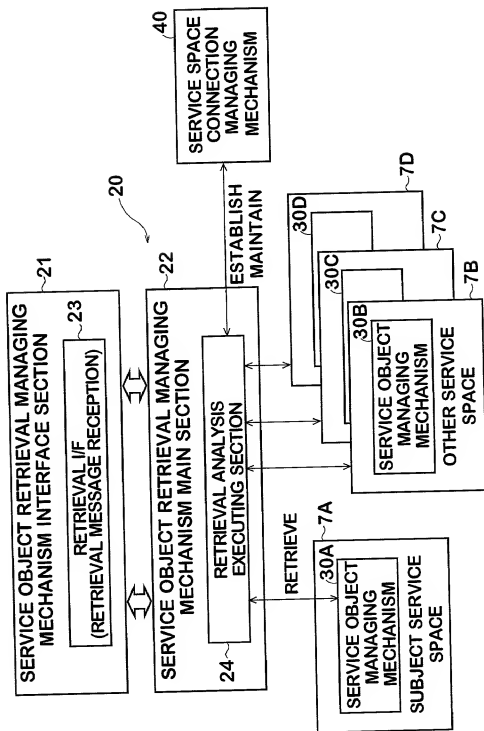 20
21
SERVICE OBJECT RETRIEVAL MANAGING
MECHANISM INTERFACE SECTION
23
RETRIEVAL I/F
(RETRIEVAL MESSAGE RECEPTION)
22
SERVICE OBJECT RETRIEVAL MANAGING
MECHANISM MAIN SECTION
24
RETRIEVAL ANALYSIS
EXECUTING SECTION
ESTABLISH
MAINTAIN
40
SERVICE SPACE
CONNECTION
MANAGING
MECHANISM
RETRIEVE
7A
30A
SERVICE OBJECT
MANAGING
MECHANISM
SUBJECT SERVICE
SPACE
30B
SERVICE OBJECT
MANAGING
MECHANISM
OTHER SERVICE
SPACE
7B
30C
7C
30D
7D